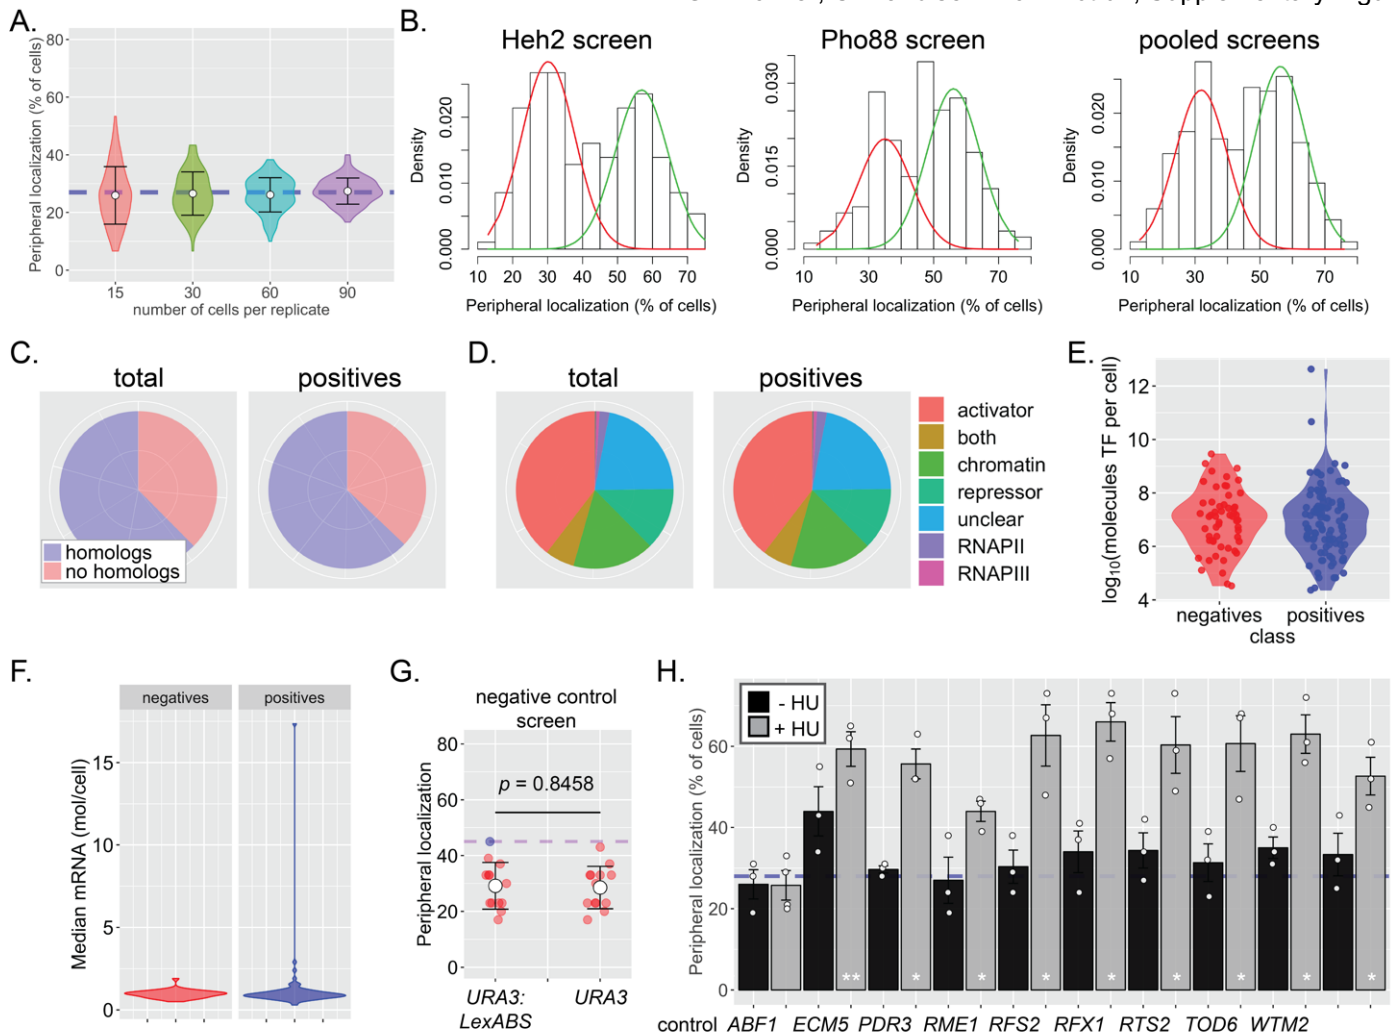 A.
Peripheral localization (% of cells)
80
60
40
20
0
15
30
60
90
number of cells per replicate
B.
Heh2 screen
Pho88 screen
pooled screens
Density
0.000
0.010
0.020
10 20 30 40 50 60 70
Peripheral localization (% of cells)
Density
0.000
0.015
0.030
10
30
50
70
Peripheral localization (% of cells)
Density
0.000
0.010
0.020
10
30
50
70
Peripheral localization (% of cells)
C.
total
positives
homologs
no homologs
D.
total
positives
activator
both
chromatin
repressor
unclear
RNAPII
RNAPIII
E.
log10(molecules TF per cell)
12
10
8
6
4
negatives
positives
class
F.
negatives
positives
Median mRNA (mol/cell)
15
10
5
0
G.
negative control
screen
Peripheral localization
80
60
40
20
0
p = 0.8458
URA3:
LexABS
URA3
H.
- HU
+ HU
Peripheral localization (% of cells)
60
40
20
0
** * * * * * * * *
control ABF1 ECM5 PDR3 RME1 RFS2 RFX1 RTS2 TOD6 WTM2